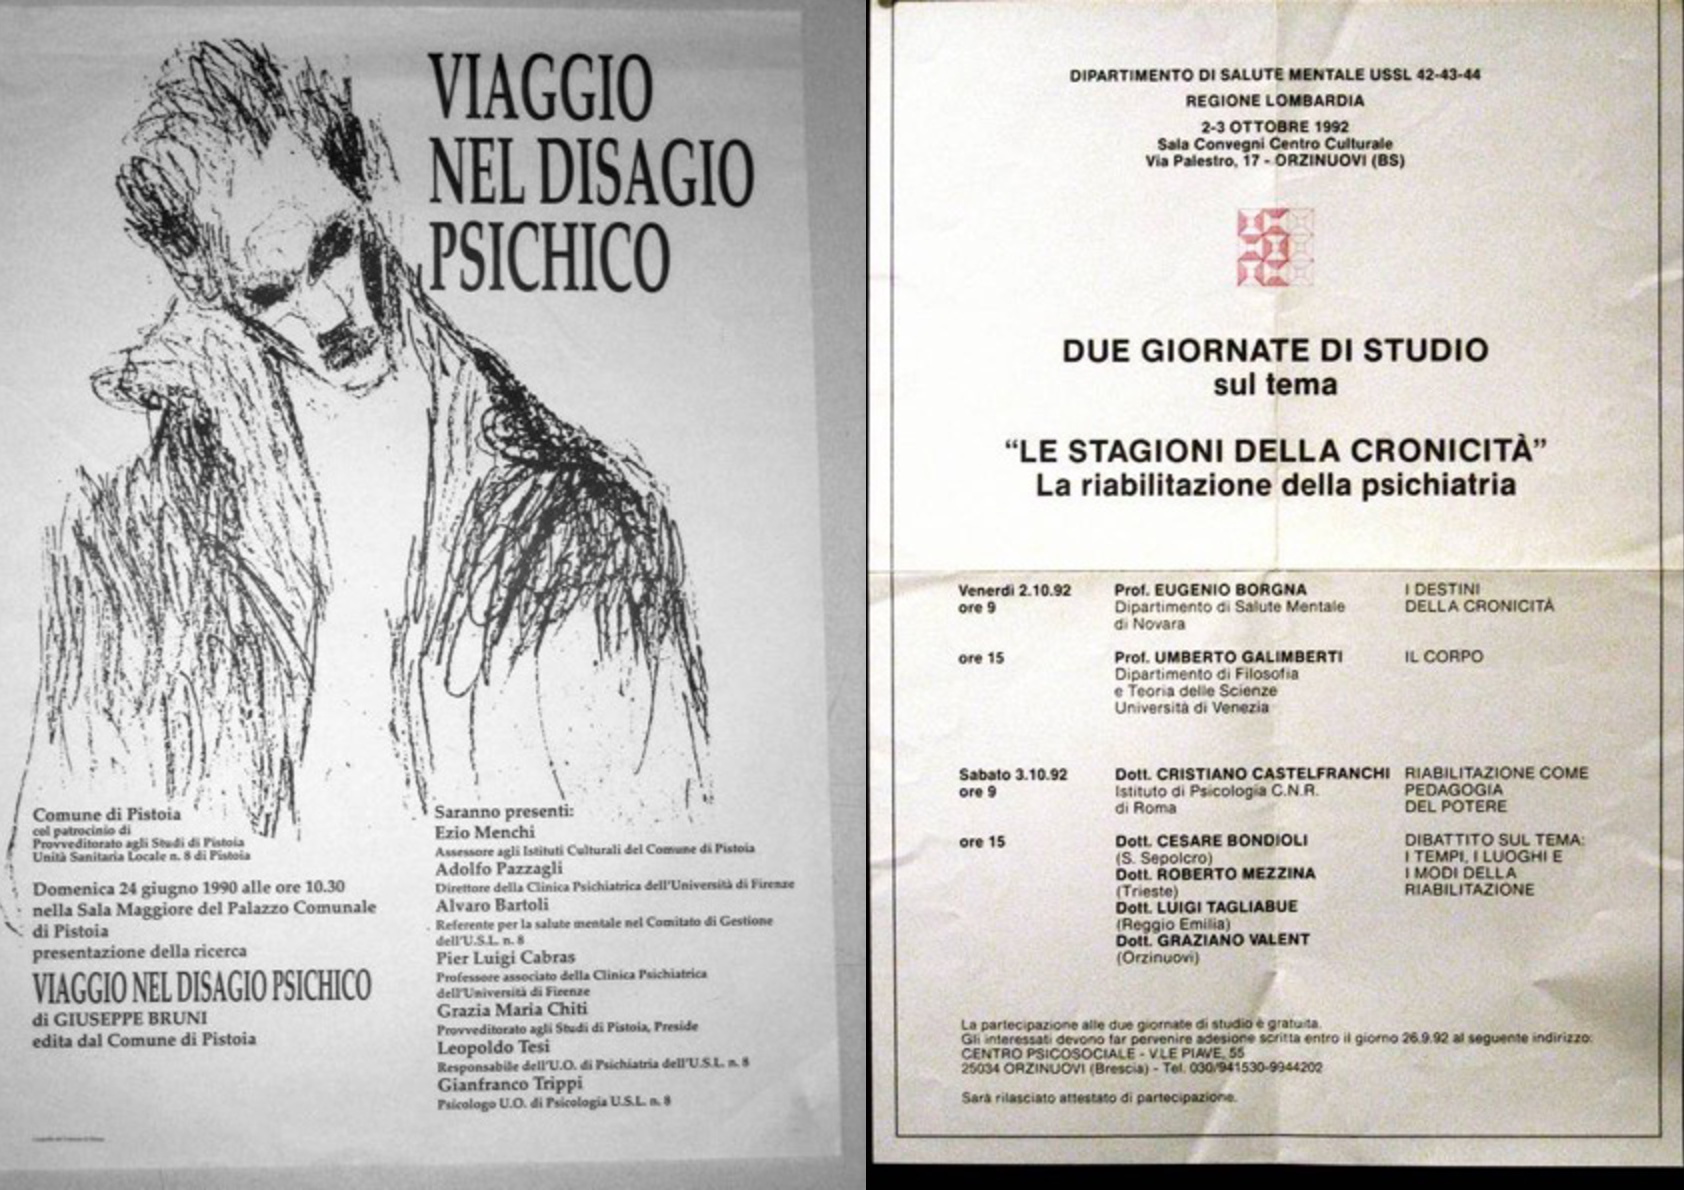 VIAGGIO
NEL DISAGIO
PSICHICO
Comune di Pistoia
col patrocinio di
Provveditorato agli Studi di Pistoia
Unità Sanitaria Locale n. 8 di Pistoia
Domenica 24 giugno 1990 alle ore 10.30
nella Sala Maggiore del Palazzo Comunale
di Pistoia
presentazione della ricerca
VIAGGIO NEL DISAGIO PSICHICO
di GIUSEPPE BRUNI
edita dal Comune di Pistoia
Saranno presenti:
Ezio Menchi
Assessore agli Istituti Culturali del Comune di Pistoia
Adolfo Pazzagli
Direttore della Clinica Psichiatrica dell'Università di Firenze
Alvaro Bartoli
Referente per la salute mentale nel Comitato di Gestione
dell'U.S.L. n. 8
Pier Luigi Cabras
Professore associato della Clinica Psichiatrica
dell'Università di Firenze
Grazia Maria Chiti
Provveditorato agli Studi di Pistoia, Preside
Leopoldo Tesi
Responsabile dell'U.O. di Psichiatria dell'U.S.L. n. 8
Gianfranco Trippi
Psicologo U.O. di Psicologia U.S.L. n. 8
DIPARTIMENTO DI SALUTE MENTALE USSL 42-43-44
REGIONE LOMBARDIA
2-3 OTTOBRE 1992
Sala Convegni Centro Culturale
Via Palestro, 17 - ORZINUOVI (BS)
DUE GIORNATE DI STUDIO
sul tema
“LE STAGIONI DELLA CRONICITÀ”
La riabilitazione della psichiatria
Venerdì 2.10.92 Prof. EUGENIO BORGNA I DESTINI
ore 9 Dipartimento di Salute Mentale DELLA CRONICITÀ
di Novara
ore 15 Prof. UMBERTO GALIMBERTI IL CORPO
Dipartimento di Filosofia
e Teoria delle Scienze
Università di Venezia
Sabato 3.10.92 Dott. CRISTIANO CASTELFRANCHI RIABILITAZIONE COME
ore 9 Istituto di Psicologia C.N.R. PEDAGOGIA
di Roma DEL POTERE
ore 15 Dott. CESARE BONDIOLI DIBATTITO SUL TEMA:
(S. Sepolcro) I TEMPI, I LUOGHI E
Dott. ROBERTO MEZZINA I MODI DELLA
(Trieste) RIABILITAZIONE
Dott. LUIGI TAGLIABUE
(Reggio Emilia)
Dott. GRAZIANO VALENT
(Orzinuovi)
La partecipazione alle due giornate di studio è gratuita.
Gli interessati devono far pervenire adesione scritta entro il giorno 26.9.92 al seguente indirizzo:
CENTRO PSICOSOCIALE - V.LE PIAVE, 55
25034 ORZINUOVI (Brescia) - Tel. 030/941530-9944202
Sarà rilasciato attestato di partecipazione.